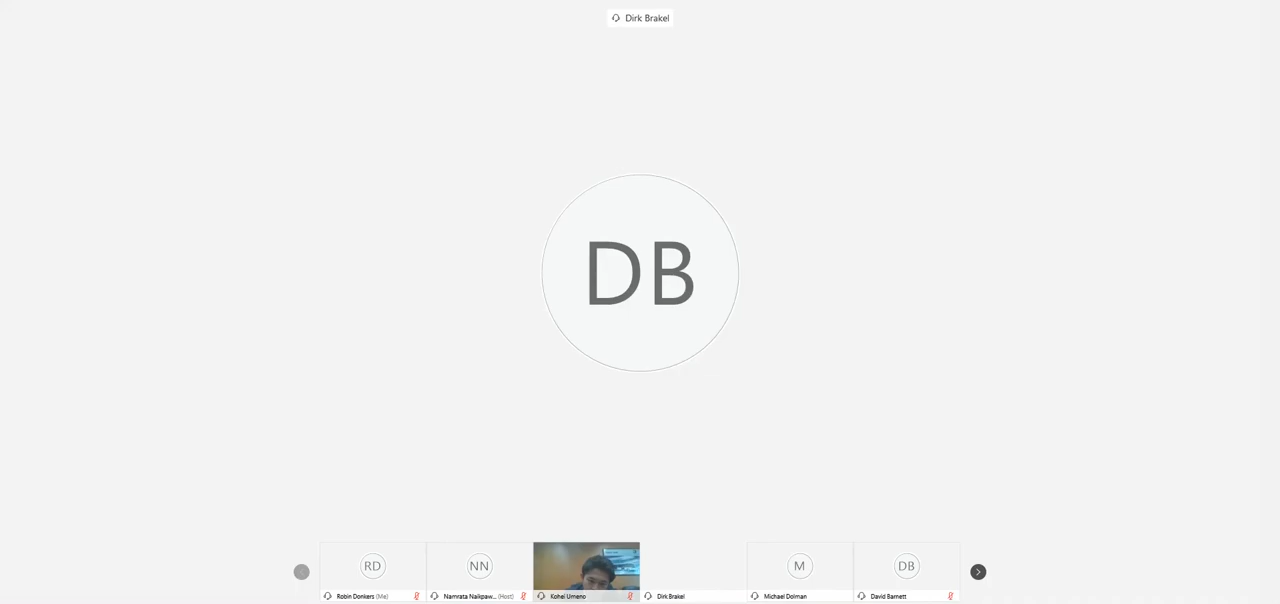 Dirk Brakel
DB
RD
NN
M
DB
Robin Donkers (Me)
Namrata Naikpaw... (Host)
Kohei Umeno
Dirk Brakel
Michael Dolman
David Barnett